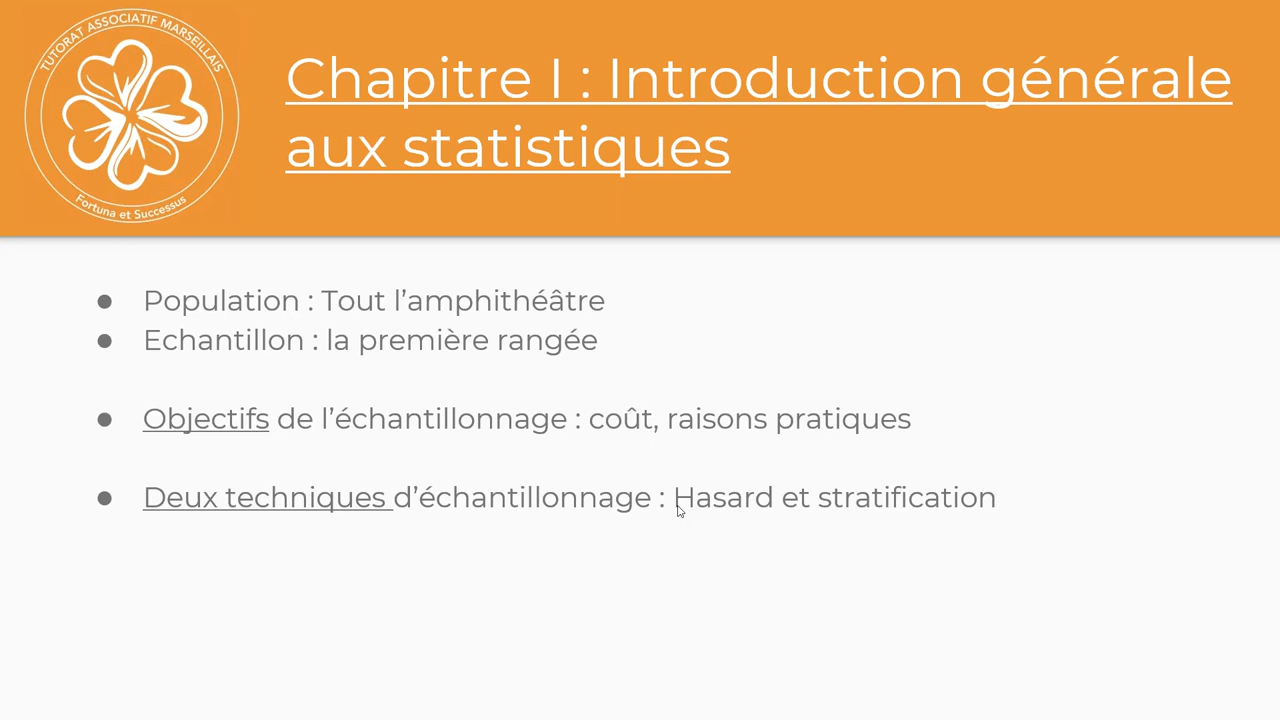 TUTORAT ASSOCIATIF MARSEILLAIS
Fortuna et Successus
Chapitre I : Introduction générale
aux statistiques
● Population : Tout l’amphithéâtre
● Echantillon : la première rangée
● Objectifs de l’échantillonnage : coût, raisons pratiques
● Deux techniques d’échantillonnage : Hasard et stratification